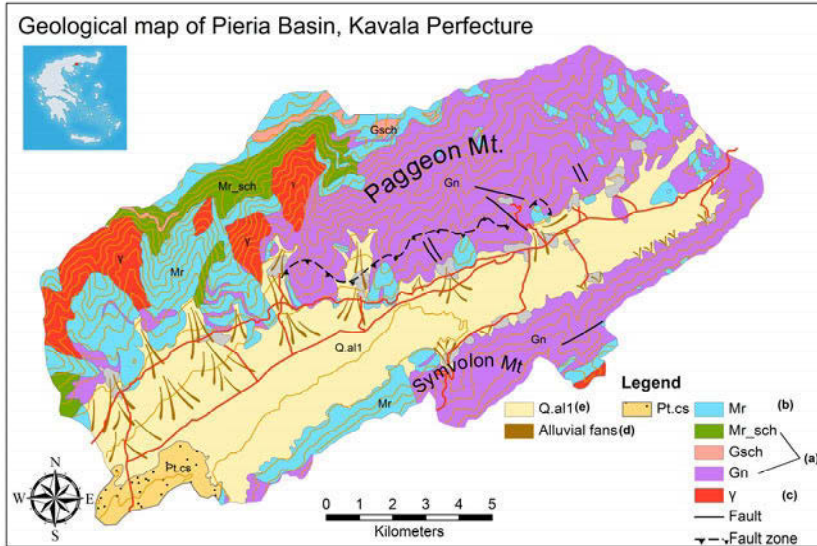 Geological map of Pieria Basin, Kavala Perfecture
Gsch
Paggeon Mt.
Mr_sch
γ
Gn
γ
γ
Mr
Q.al1
Gn
Symvolon Mt
Mr
Pt.cs
Legend
Q.al1(e)
Pt.cs
Mr (b)
Alluvial fans(d)
Mr_sch
Gsch
(a)
Gn
γ (c)
Fault
Fault zone
N
W E
S
0 1 2 3 4 5
Kilometers